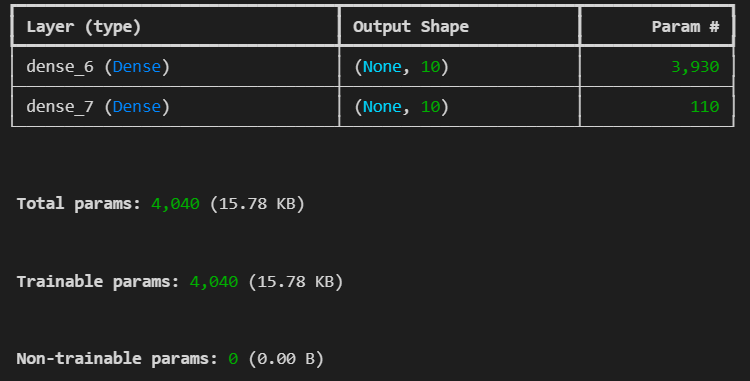 Layer (type) Output Shape Param #
dense_6 (Dense) (None, 10) 3,930
dense_7 (Dense) (None, 10) 110
Total params: 4,040 (15.78 KB)
Trainable params: 4,040 (15.78 KB)
Non-trainable params: 0 (0.00 B)